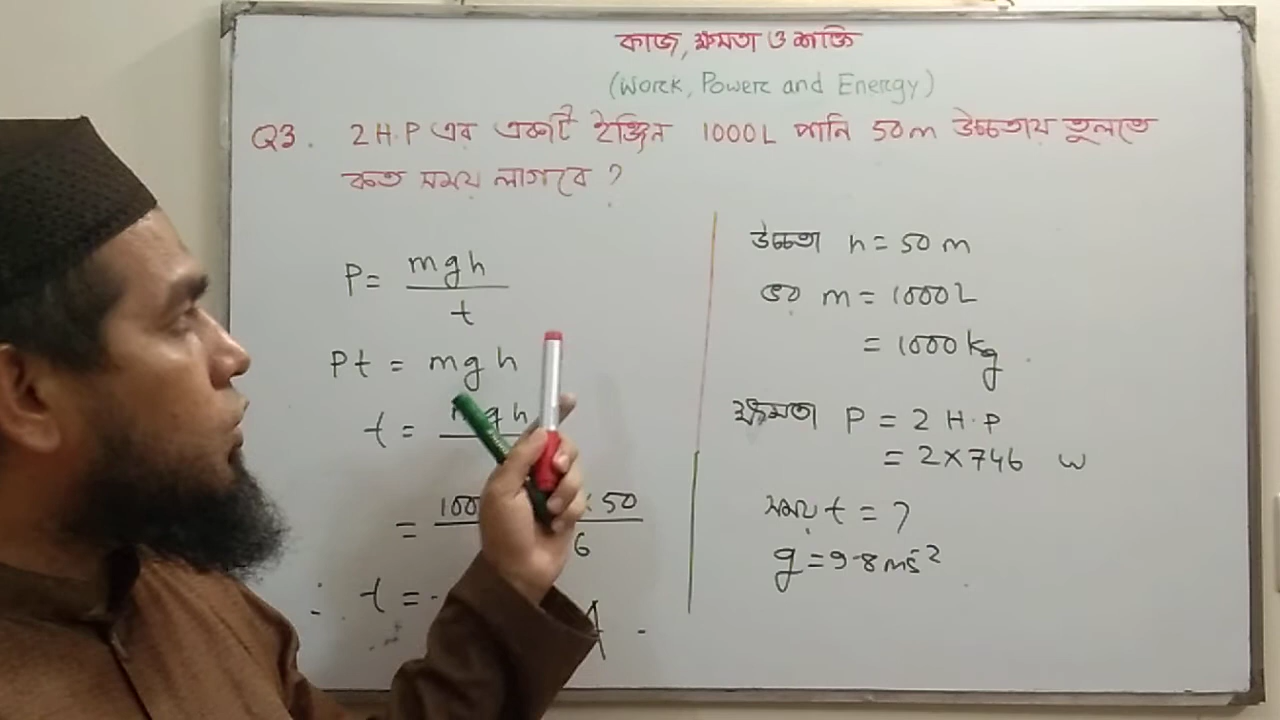 কাজ, ক্ষমতা ও শক্তি
(Work, Power and Energy)
Q3. 2 H.P এর একটি ইঞ্জিন 1000L পানি 50m উচ্চতায় তুলতে
কত সময় লাগবে ?
P = mgh / t
Pt = mgh
t = mgh
= 100 × 50 / 6
∴ t =
উচ্চতা h = 50 m
ভর m = 1000 L
= 1000 kg
ক্ষমতা P = 2 H.P
= 2×746 W
সময় t = ?
g = 9.8 ms⁻²